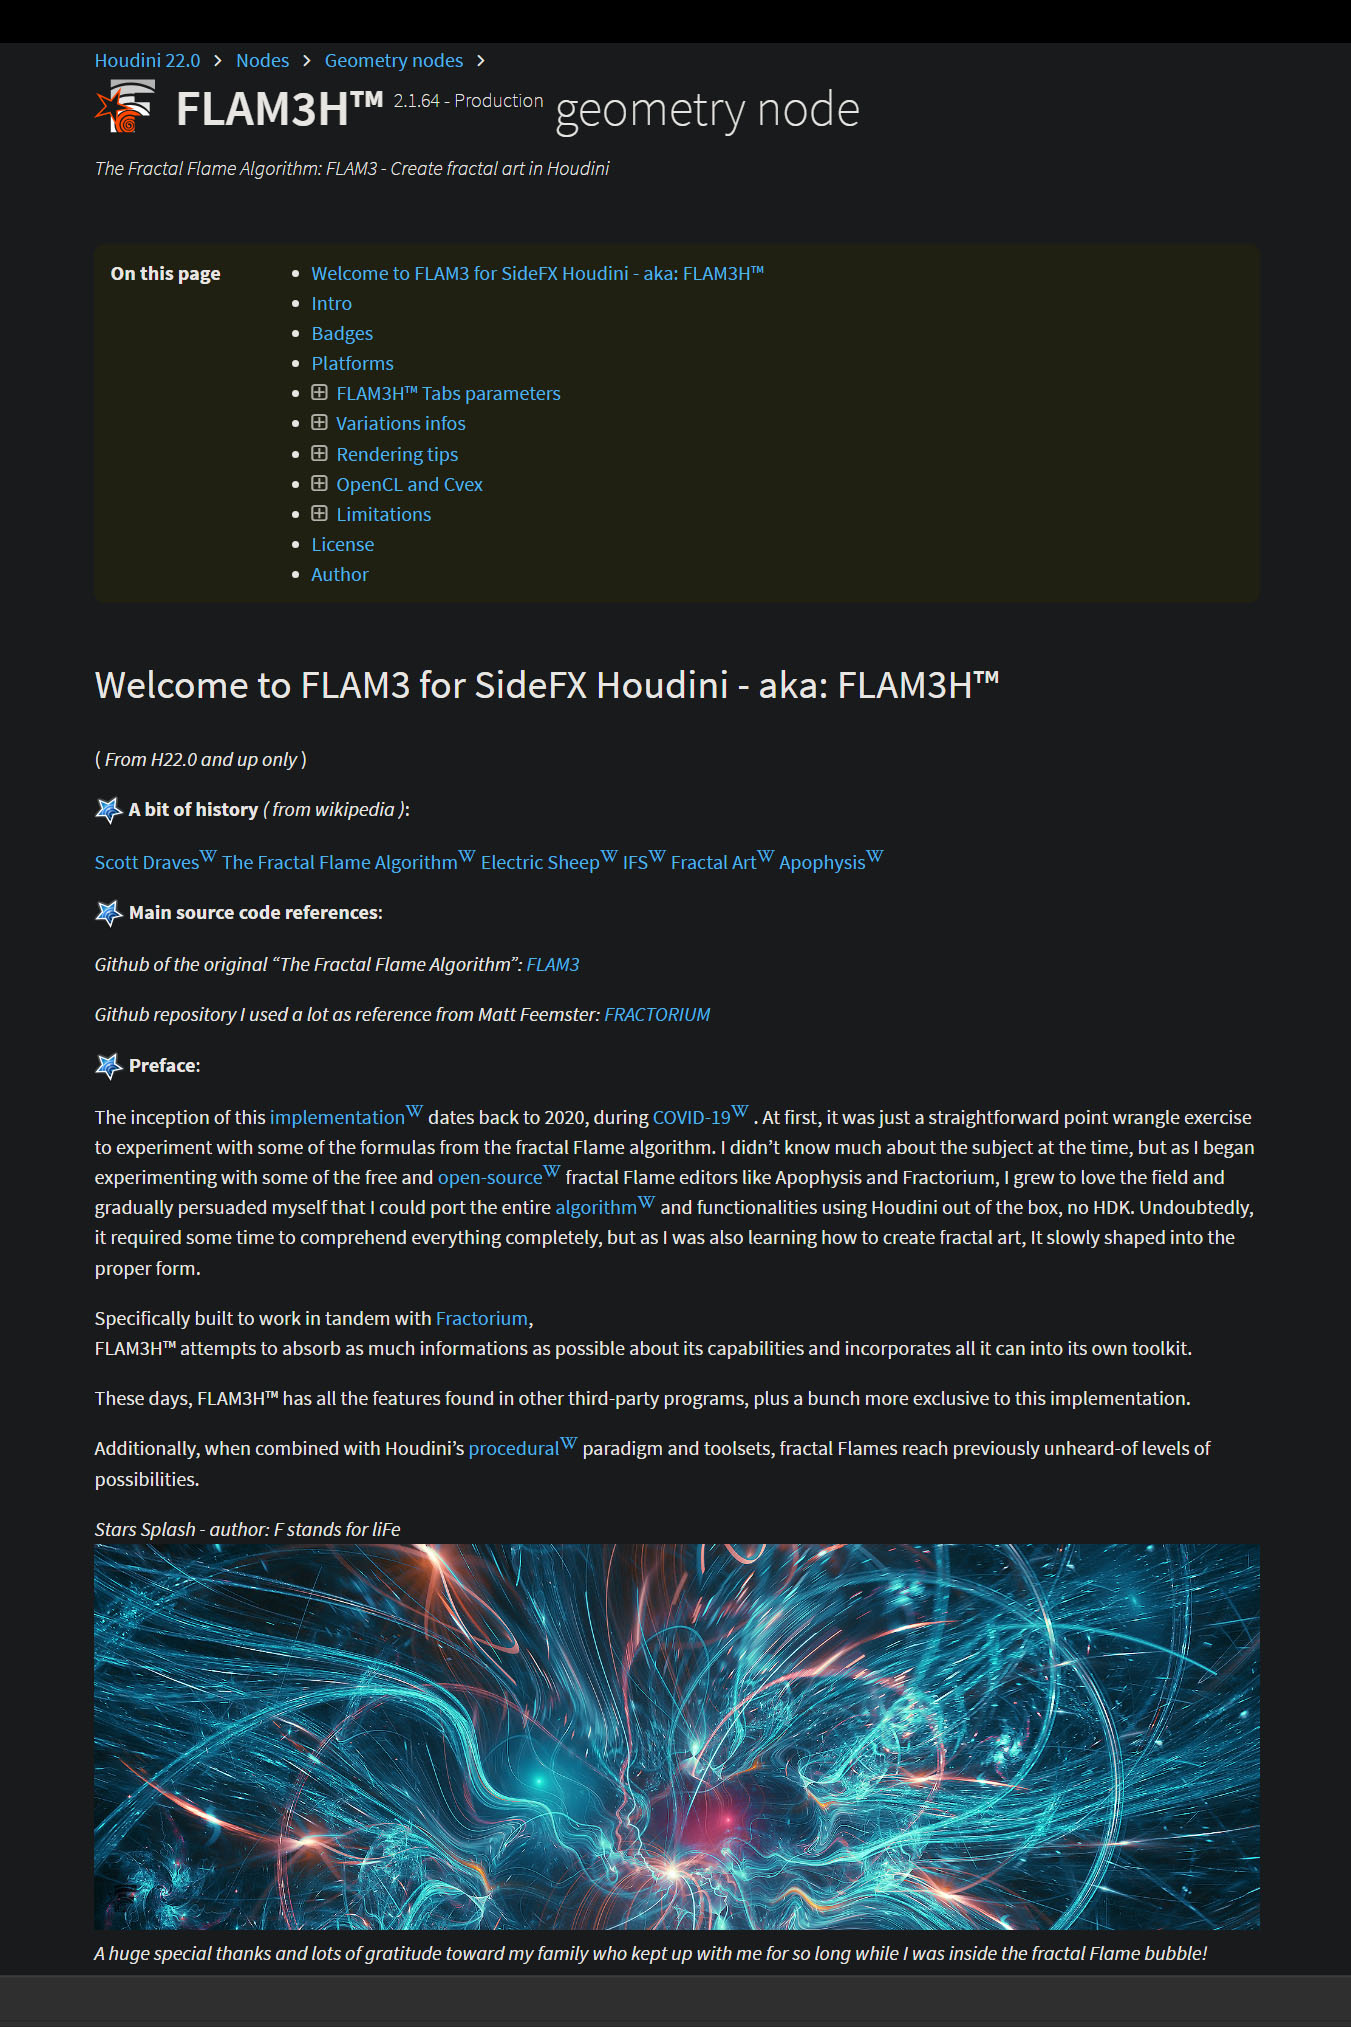 Houdini 22.0 > Nodes > Geometry nodes >
FLAM3H™ 2.1.64 - Production geometry node
The Fractal Flame Algorithm: FLAM3 - Create fractal art in Houdini
On this page
• Welcome to FLAM3 for SideFX Houdini - aka: FLAM3H™
• Intro
• Badges
• Platforms
• FLAM3H™ Tabs parameters
• Variations infos
• Rendering tips
• OpenCL and Cvex
• Limitations
• License
• Author
Welcome to FLAM3 for SideFX Houdini - aka: FLAM3H™
( From H22.0 and up only )
A bit of history ( from wikipedia ):
Scott DravesW The Fractal Flame AlgorithmW Electric SheepW IFSW Fractal ArtW ApophysisW
Main source code references:
Github of the original “The Fractal Flame Algorithm”: FLAM3
Github repository I used a lot as reference from Matt Feemster: FRACTORIUM
Preface:
The inception of this implementationW dates back to 2020, during COVID-19W . At first, it was just a straightforward point wrangle exercise
to experiment with some of the formulas from the fractal Flame algorithm. I didn’t know much about the subject at the time, but as I began
experimenting with some of the free and open-sourceW fractal Flame editors like Apophysis and Fractorium, I grew to love the field and
gradually persuaded myself that I could port the entire algorithmW and functionalities using Houdini out of the box, no HDK. Undoubtedly,
it required some time to comprehend everything completely, but as I was also learning how to create fractal art, It slowly shaped into the
proper form.
Specifically built to work in tandem with Fractorium,
FLAM3H™ attempts to absorb as much informations as possible about its capabilities and incorporates all it can into its own toolkit.
These days, FLAM3H™ has all the features found in other third-party programs, plus a bunch more exclusive to this implementation.
Additionally, when combined with Houdini’s proceduralW paradigm and toolsets, fractal Flames reach previously unheard-of levels of
possibilities.
Stars Splash - author: F stands for liFe
A huge special thanks and lots of gratitude toward my family who kept up with me for so long while I was inside the fractal Flame bubble!